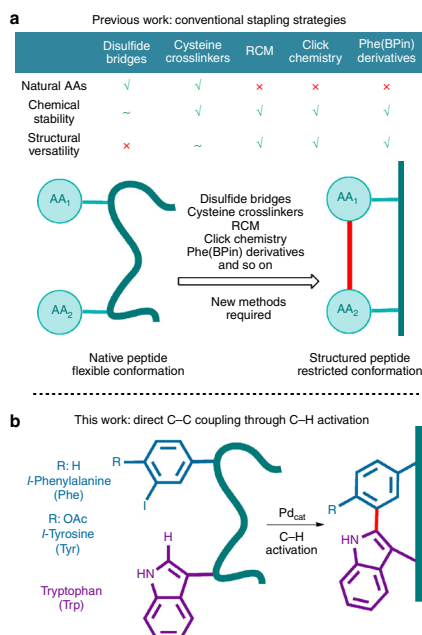 a
Previous work: conventional stapling strategies
Disulfide bridges Cysteine crosslinkers RCM Click chemistry Phe(BPin) derivatives
Natural AAs √ √ × × ×
Chemical stability ~ √ √ √ √
Structural versatility × ~ √ √ √
AA1
AA2
Disulfide bridges
Cysteine crosslinkers
RCM
Click chemistry
Phe(BPin) derivatives
and so on
New methods
required
AA1
AA2
Native peptide
flexible conformation
Structured peptide
restricted conformation
b
This work: direct C–C coupling through C–H activation
R: H
l-Phenylalanine
(Phe)
R: OAc
l-Tyrosine
(Tyr)
Tryptophan
(Trp)
R
I
H
HN
Pdcat
C–H
activation
R
HN